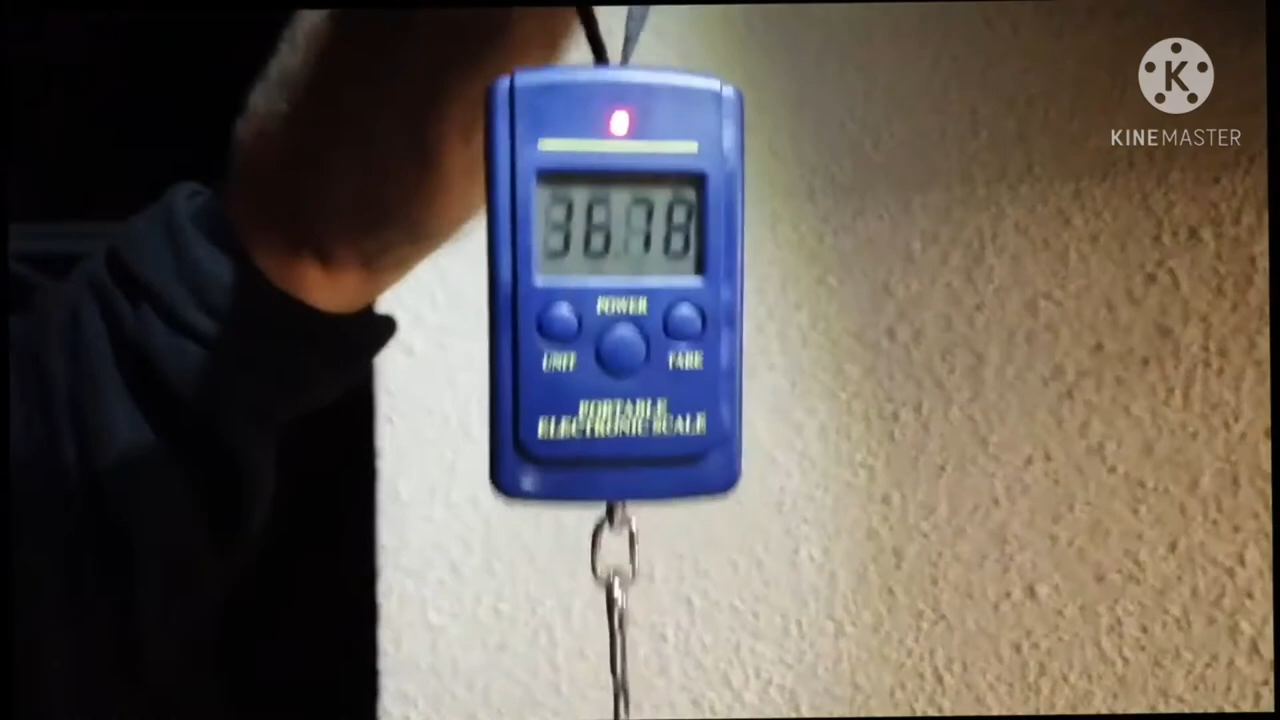 KINEMASTER
POWER
UNIT
TARE
PORTABLE
ELECTRONIC SCALE